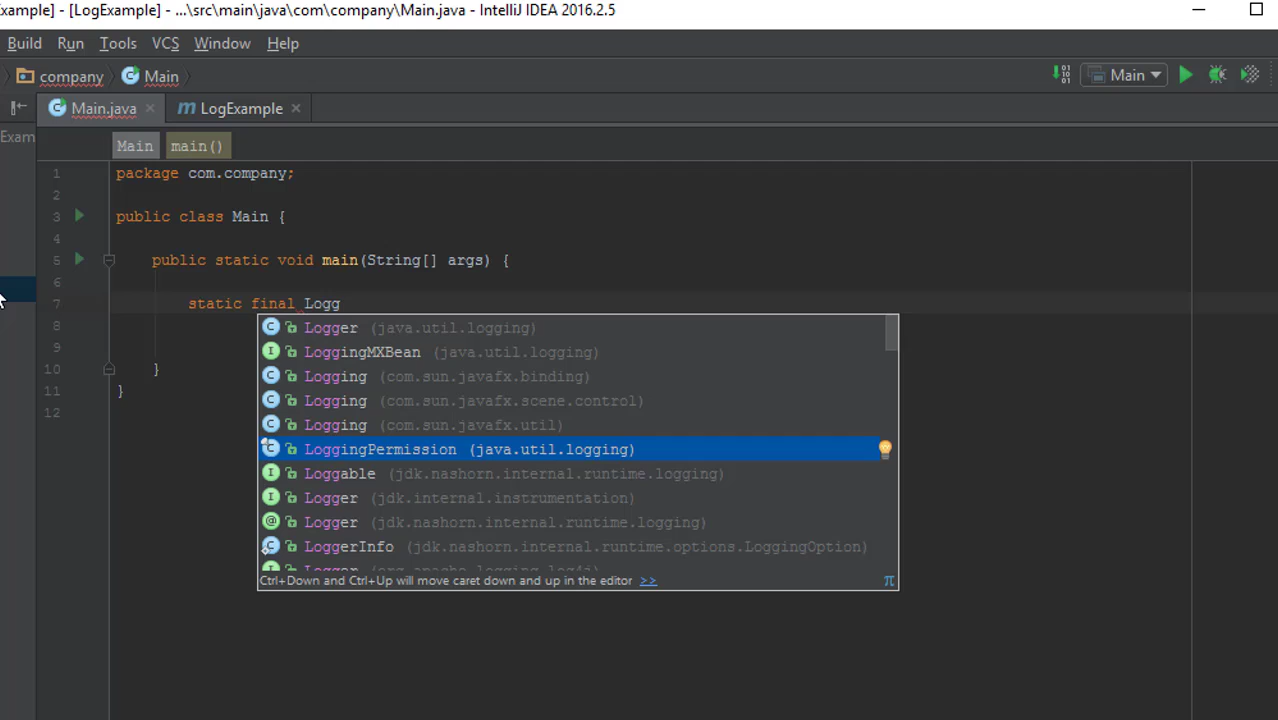 example] - [LogExample] - ...\src\main\java\com\company\Main.java - IntelliJ IDEA 2016.2.5
Build Run Tools VCS Window Help
company Main
Main
Main.java LogExample
Exam
Main main()
1 package com.company;
2
3 public class Main {
4
5 public static void main(String[] args) {
6
7 static final Logg
8
9
10 }
11 }
12
Logger (java.util.logging)
LoggingMXBean (java.util.logging)
Logging (com.sun.javafx.binding)
Logging (com.sun.javafx.scene.control)
Logging (com.sun.javafx.util)
LoggingPermission (java.util.logging)
Loggable (jdk.nashorn.internal.runtime.logging)
Logger (jdk.internal.instrumentation)
Logger (jdk.nashorn.internal.runtime.logging)
LoggerInfo (jdk.nashorn.internal.runtime.options.LoggingOption)
Logger (org.apache.logging.log4j)
Ctrl+Down and Ctrl+Up will move caret down and up in the editor >> π